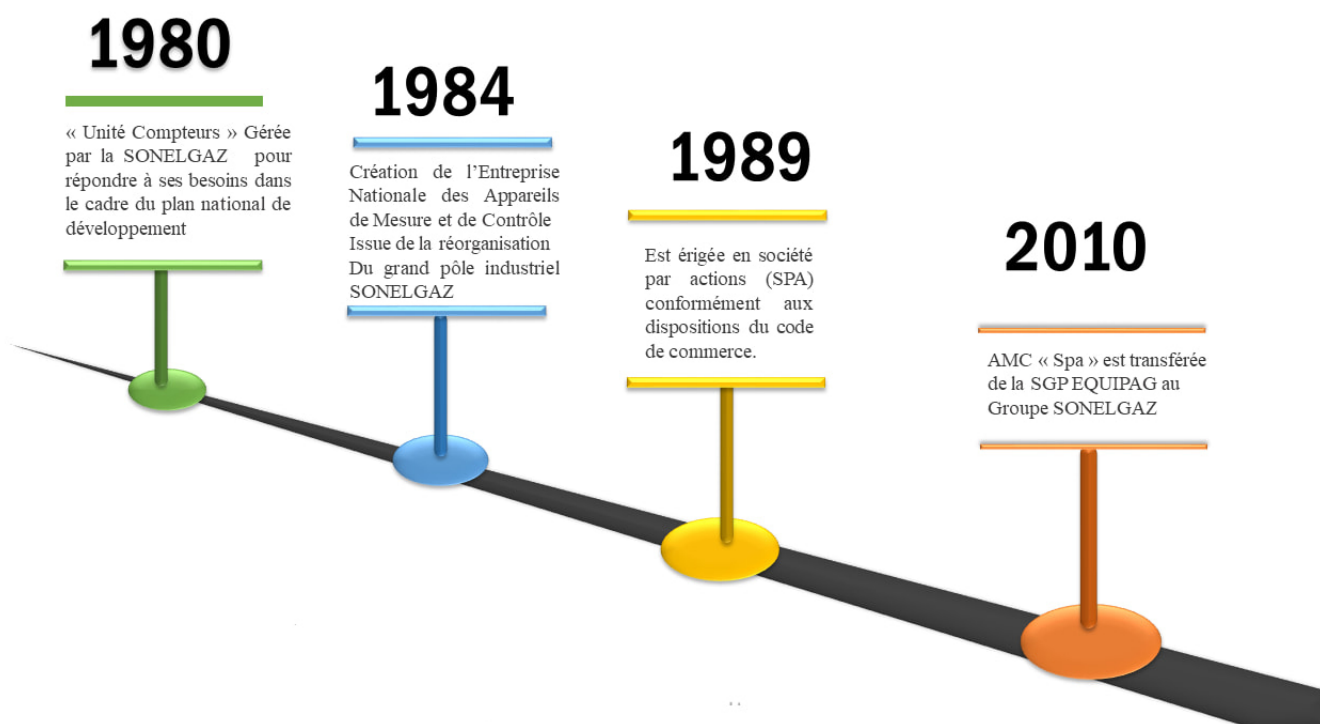 1980
« Unité Compteurs » Gérée
par la SONELGAZ pour
répondre à ses besoins dans
le cadre du plan national de
développement
1984
Création de l’Entreprise
Nationale des Appareils
de Mesure et de Contrôle
Issue de la réorganisation
Du grand pôle industriel
SONELGAZ
1989
Est érigée en société
par actions (SPA)
conformément aux
dispositions du code
de commerce.
2010
AMC « Spa » est transférée
de la SGP EQUIPAG au
Groupe SONELGAZ